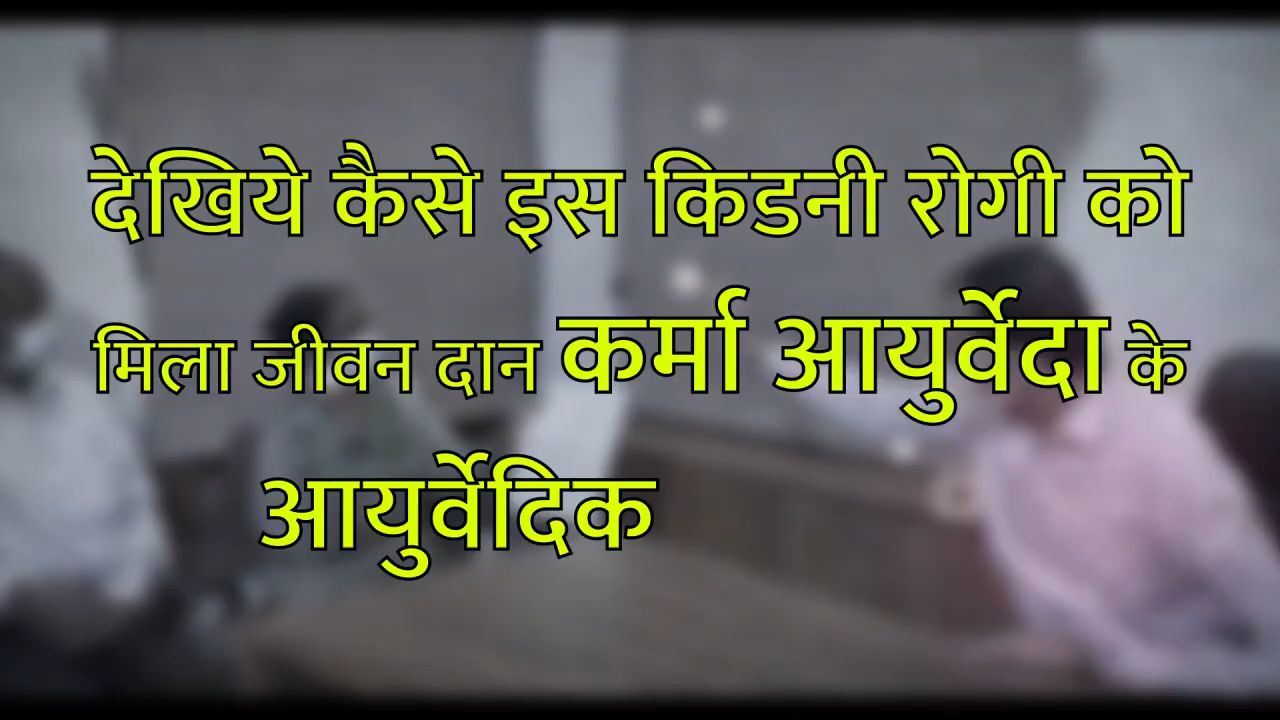 देखिये कैसे इस किडनी रोगी को
मिला जीवन दान कर्मा आयुर्वेदा के
आयुर्वेदिक